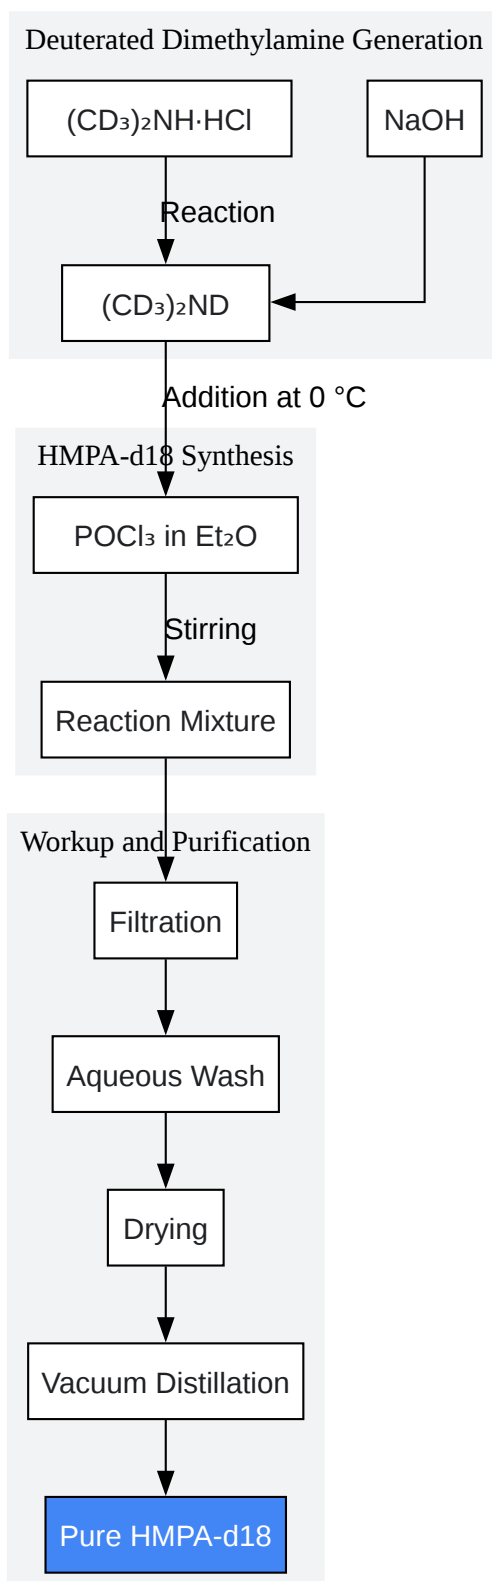 Deuterated Dimethylamine Generation
(CD₃)₂NH·HCl
NaOH
Reaction
(CD₃)₂ND
Addition at 0 °C
HMPA-d18 Synthesis
POCl₃ in Et₂O
Stirring
Reaction Mixture
Workup and Purification
Filtration
Aqueous Wash
Drying
Vacuum Distillation
Pure HMPA-d18